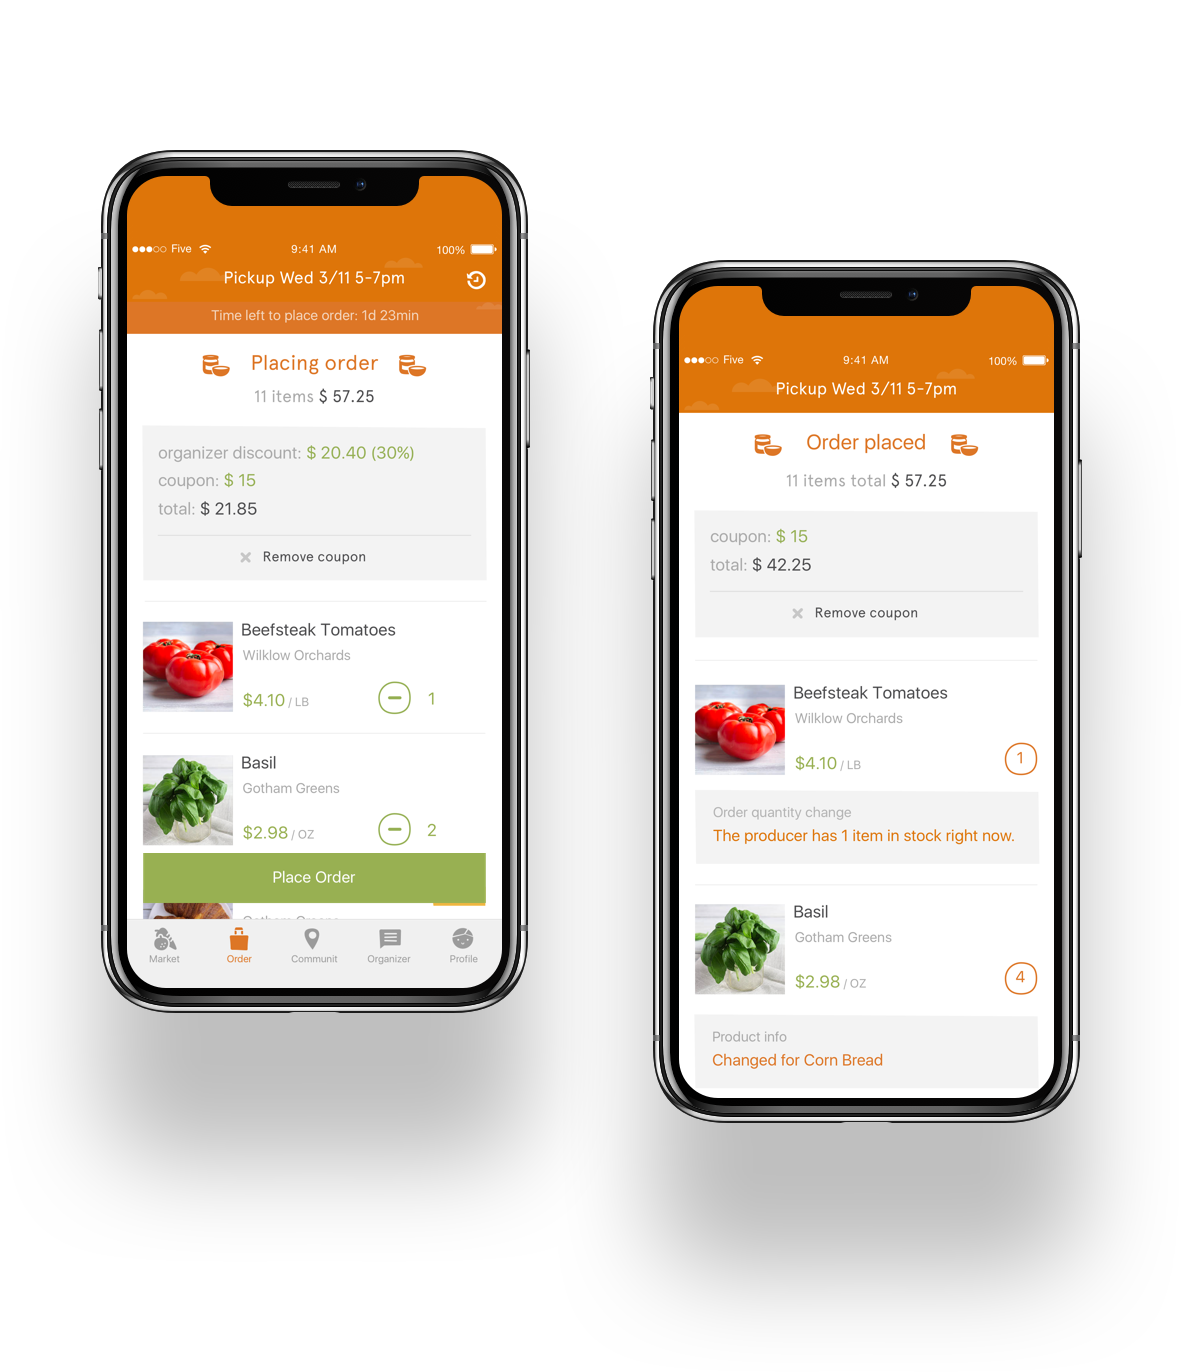 Five
9:41 AM
100%
Pickup Wed 3/11 5-7pm
Time left to place order: 1d 23min
Placing order
11 items $ 57.25
organizer discount: $ 20.40 (30%)
coupon: $ 15
total: $ 21.85
Remove coupon
Beefsteak Tomatoes
Wilklow Orchards
$4.10 / LB
1
Basil
Gotham Greens
$2.98 / OZ
2
Place Order
Gotham Greens
Market
Order
Communit
Organizer
Profile
Five
9:41 AM
100%
Pickup Wed 3/11 5-7pm
Order placed
11 items total $ 57.25
coupon: $ 15
total: $ 42.25
Remove coupon
Beefsteak Tomatoes
Wilklow Orchards
$4.10 / LB
1
Order quantity change
The producer has 1 item in stock right now.
Basil
Gotham Greens
$2.98 / OZ
4
Product info
Changed for Corn Bread